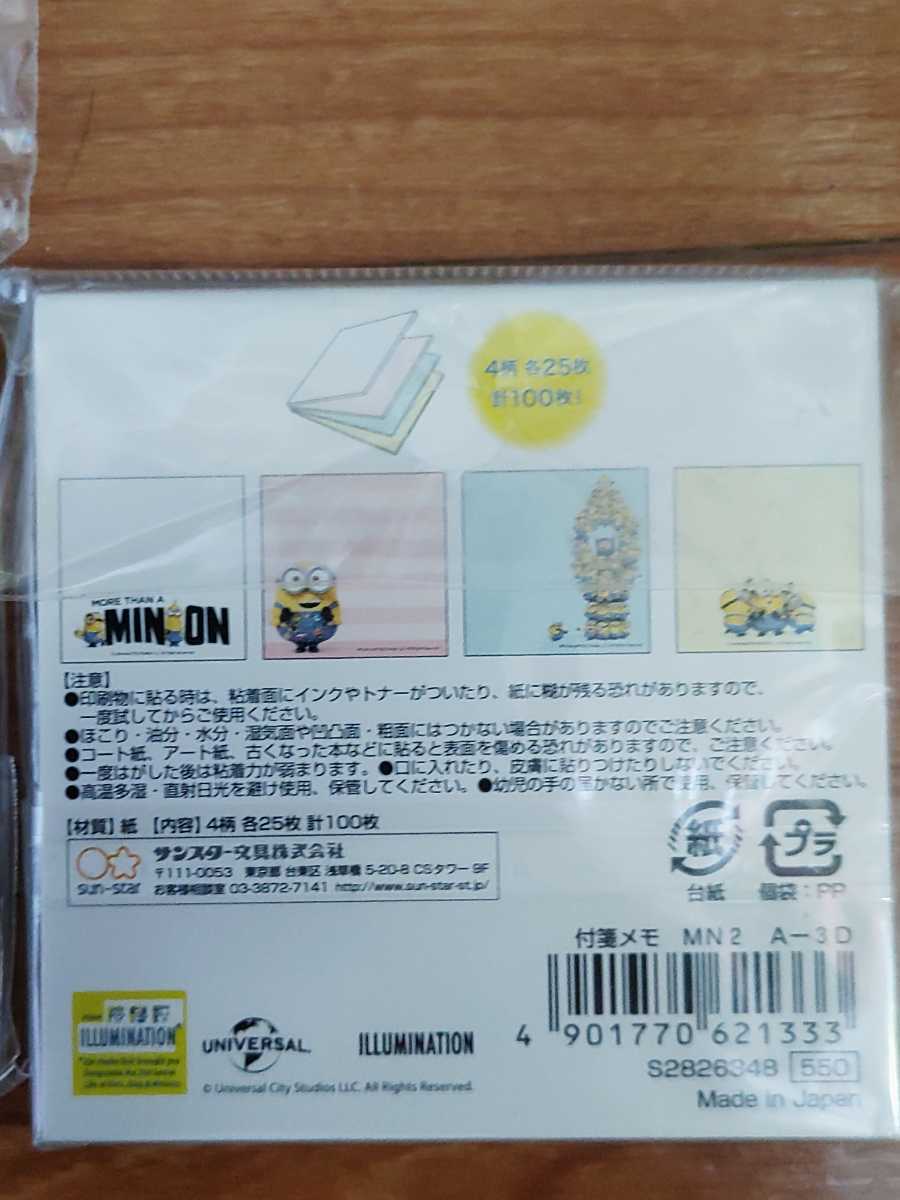 4柄 各25枚
計100枚!
MORE THAN A
MINION
【注意】
●印刷物に貼る時は、粘着面にインクやトナーがついたり、紙に糊が残る恐れがありますので、
一度試してからご使用ください。
●ほこり・油分・水分・湿気面や凹凸面・粗面にはつかない場合がありますのでご注意ください。
●コート紙、アート紙、古くなった本などに貼ると表面を傷める恐れがありますので、ご注意ください。
●一度はがした後は粘着力が弱まります。●口に入れたり、皮膚に貼りつけたりしないでください。
●高温多湿・直射日光を避け使用、保管してください。●幼児の手の届かない所で使用、保管してください。
【材質】紙 【内容】4柄 各25枚 計100枚
sun-star
サンスター文具株式会社
〒111-0053 東京都 台東区 浅草橋 5-20-8 CSタワー 9F
お客様相談室 03-3872-7141 http://www.sun-star-st.jp/
紙
台紙
プラ
個袋:PP
付箋メモ MN2 A-3D
4 901770 621333
S2826348 550
Made in Japan
ILLUMINATION
UNIVERSAL
ILLUMINATION
© Universal City Studios LLC. All Rights Reserved.